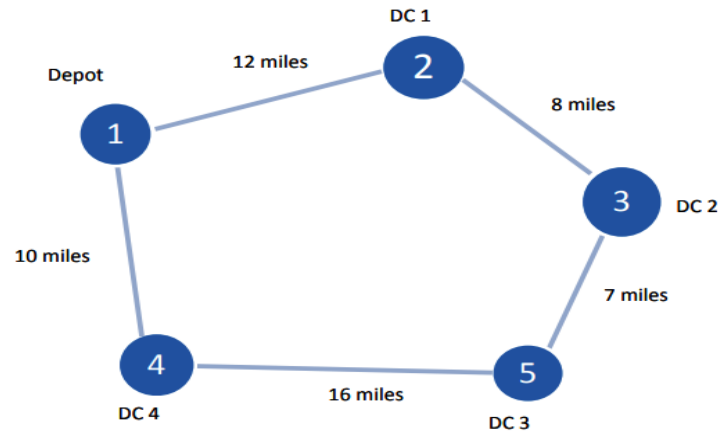 DC 1
12 miles
2
Depot
1
8 miles
3
DC 2
10 miles
7 miles
4
5
16 miles
DC 4
DC 3